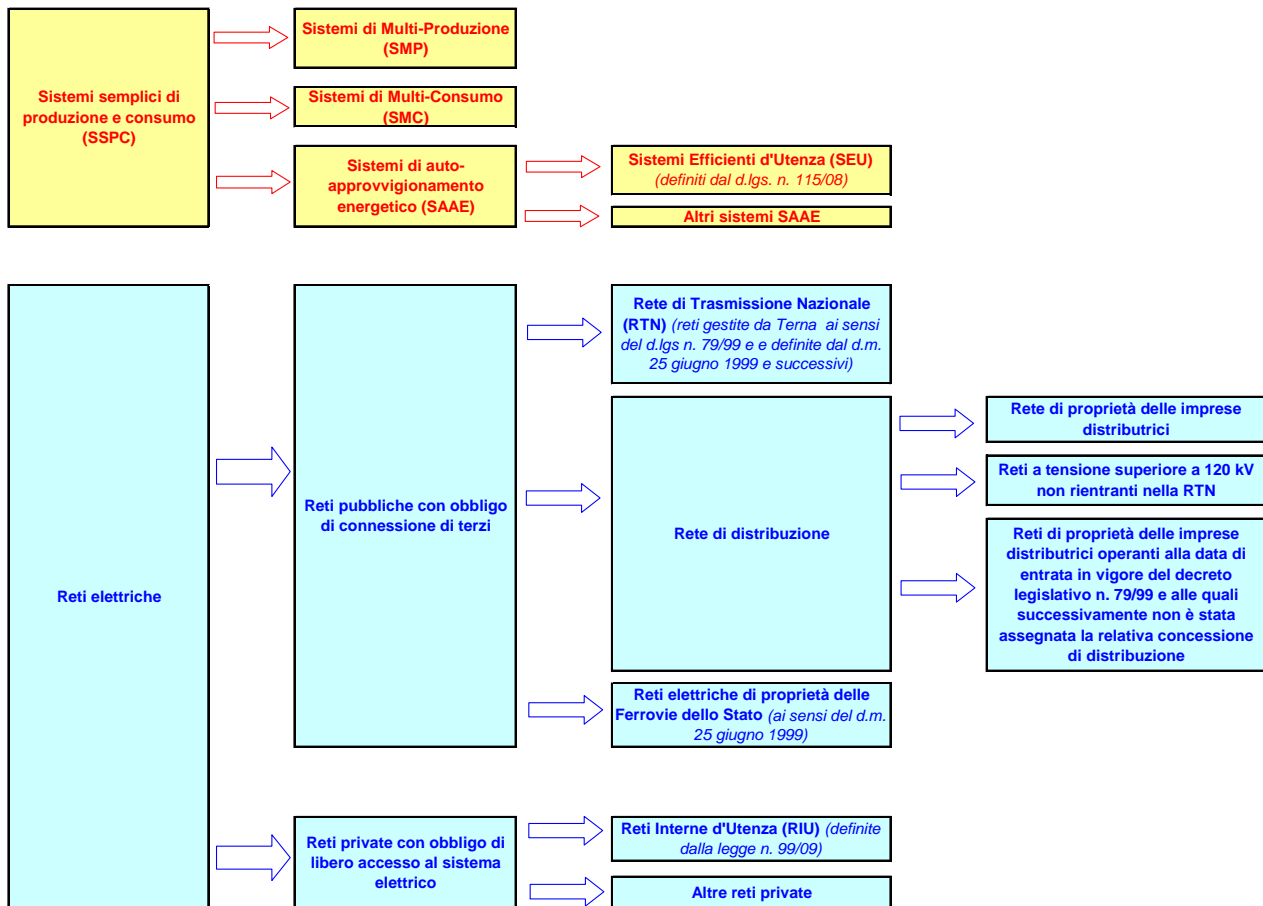 Sistemi semplici di
produzione e consumo
(SSPC)
Sistemi di Multi-Produzione
(SMP)
Sistemi di Multi-Consumo
(SMC)
Sistemi di auto-
approvvigionamento
energetico (SAAE)
Sistemi Efficienti d'Utenza (SEU)
(definiti dal d.lgs. n. 115/08)
Altri sistemi SAAE
Reti elettriche
Reti pubbliche con obbligo
di connessione di terzi
Rete di Trasmissione Nazionale
(RTN) (reti gestite da Terna ai sensi
del d.lgs n. 79/99 e e definite dal d.m.
25 giugno 1999 e successivi)
Rete di distribuzione
Rete di proprietà delle imprese
distributrici
Reti a tensione superiore a 120 kV
non rientranti nella RTN
Reti di proprietà delle imprese
distributrici operanti alla data di
entrata in vigore del decreto
legislativo n. 79/99 e alle quali
successivamente non è stata
assegnata la relativa concessione
di distribuzione
Reti elettriche di proprietà delle
Ferrovie dello Stato (ai sensi del d.m.
25 giugno 1999)
Reti private con obbligo di
libero accesso al sistema
elettrico
Reti Interne d'Utenza (RIU) (definite
dalla legge n. 99/09)
Altre reti private